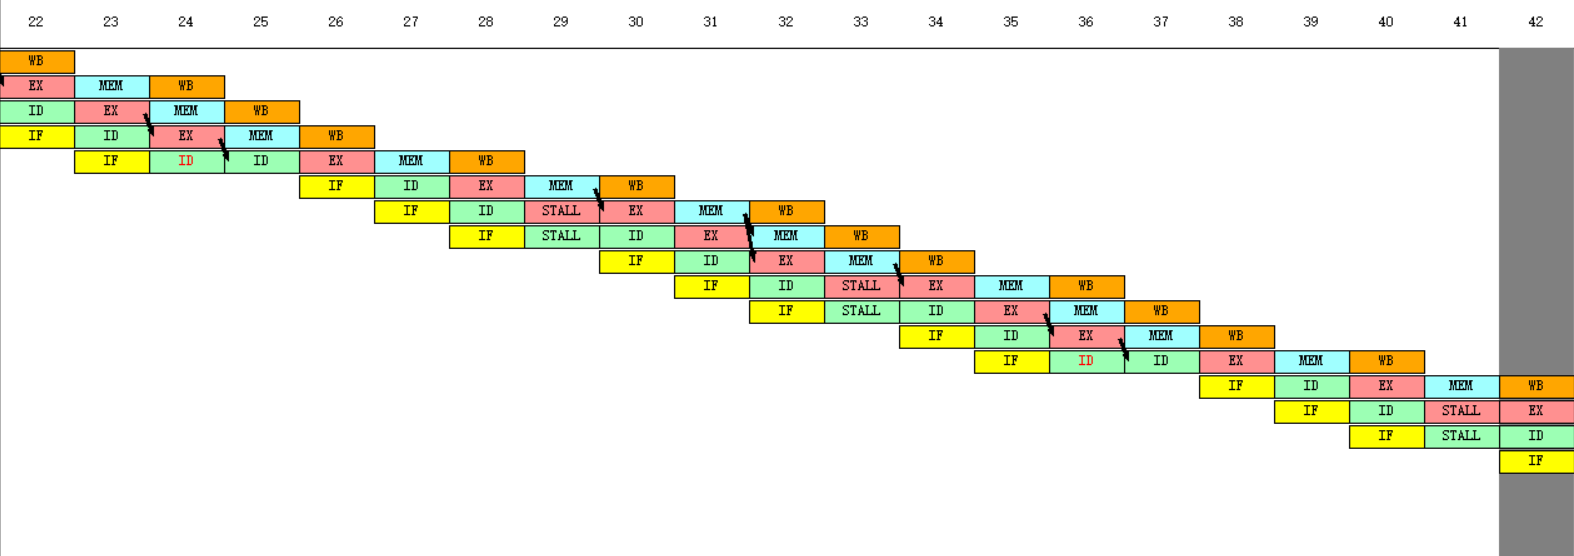 22 23 24 25 26 27 28 29 30 31 32 33 34 35 36 37 38 39 40 41 42
WB
EX MEM WB
ID EX MEM WB
IF ID EX MEM WB
IF ID ID EX MEM WB
IF ID EX MEM WB
IF ID STALL EX MEM WB
IF STALL ID EX MEM WB
IF ID EX MEM WB
IF ID STALL EX MEM WB
IF STALL ID EX MEM WB
IF ID EX MEM WB
IF ID ID EX MEM WB
IF ID EX MEM WB
IF ID STALL EX
IF STALL ID
IF